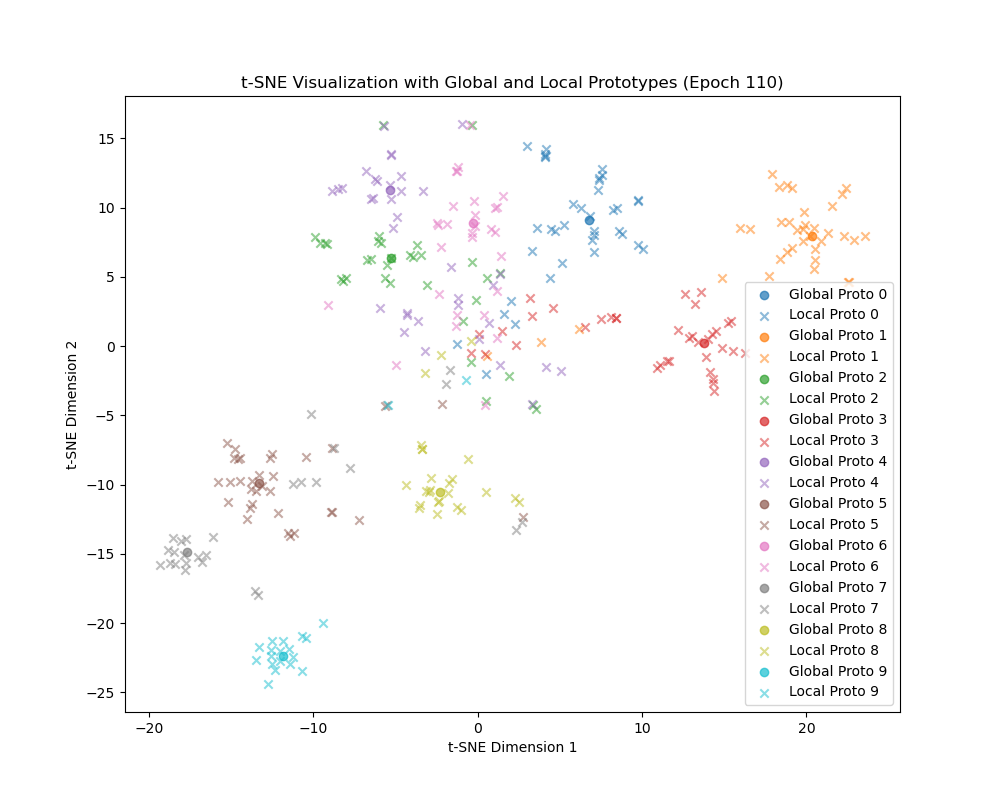 t-SNE Visualization with Global and Local Prototypes (Epoch 110)
t-SNE Dimension 2
15
10
5
0
−5
−10
−15
−20
−25
Global Proto 0
Local Proto 0
Global Proto 1
Local Proto 1
Global Proto 2
Local Proto 2
Global Proto 3
Local Proto 3
Global Proto 4
Local Proto 4
Global Proto 5
Local Proto 5
Global Proto 6
Local Proto 6
Global Proto 7
Local Proto 7
Global Proto 8
Local Proto 8
Global Proto 9
Local Proto 9
−20 −10 0 10 20
t-SNE Dimension 1